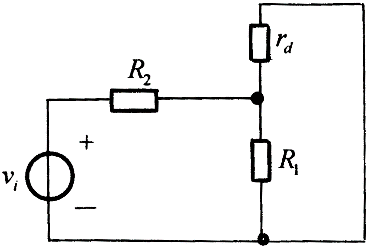 r_d
R_2
+
R_1
v_i
—